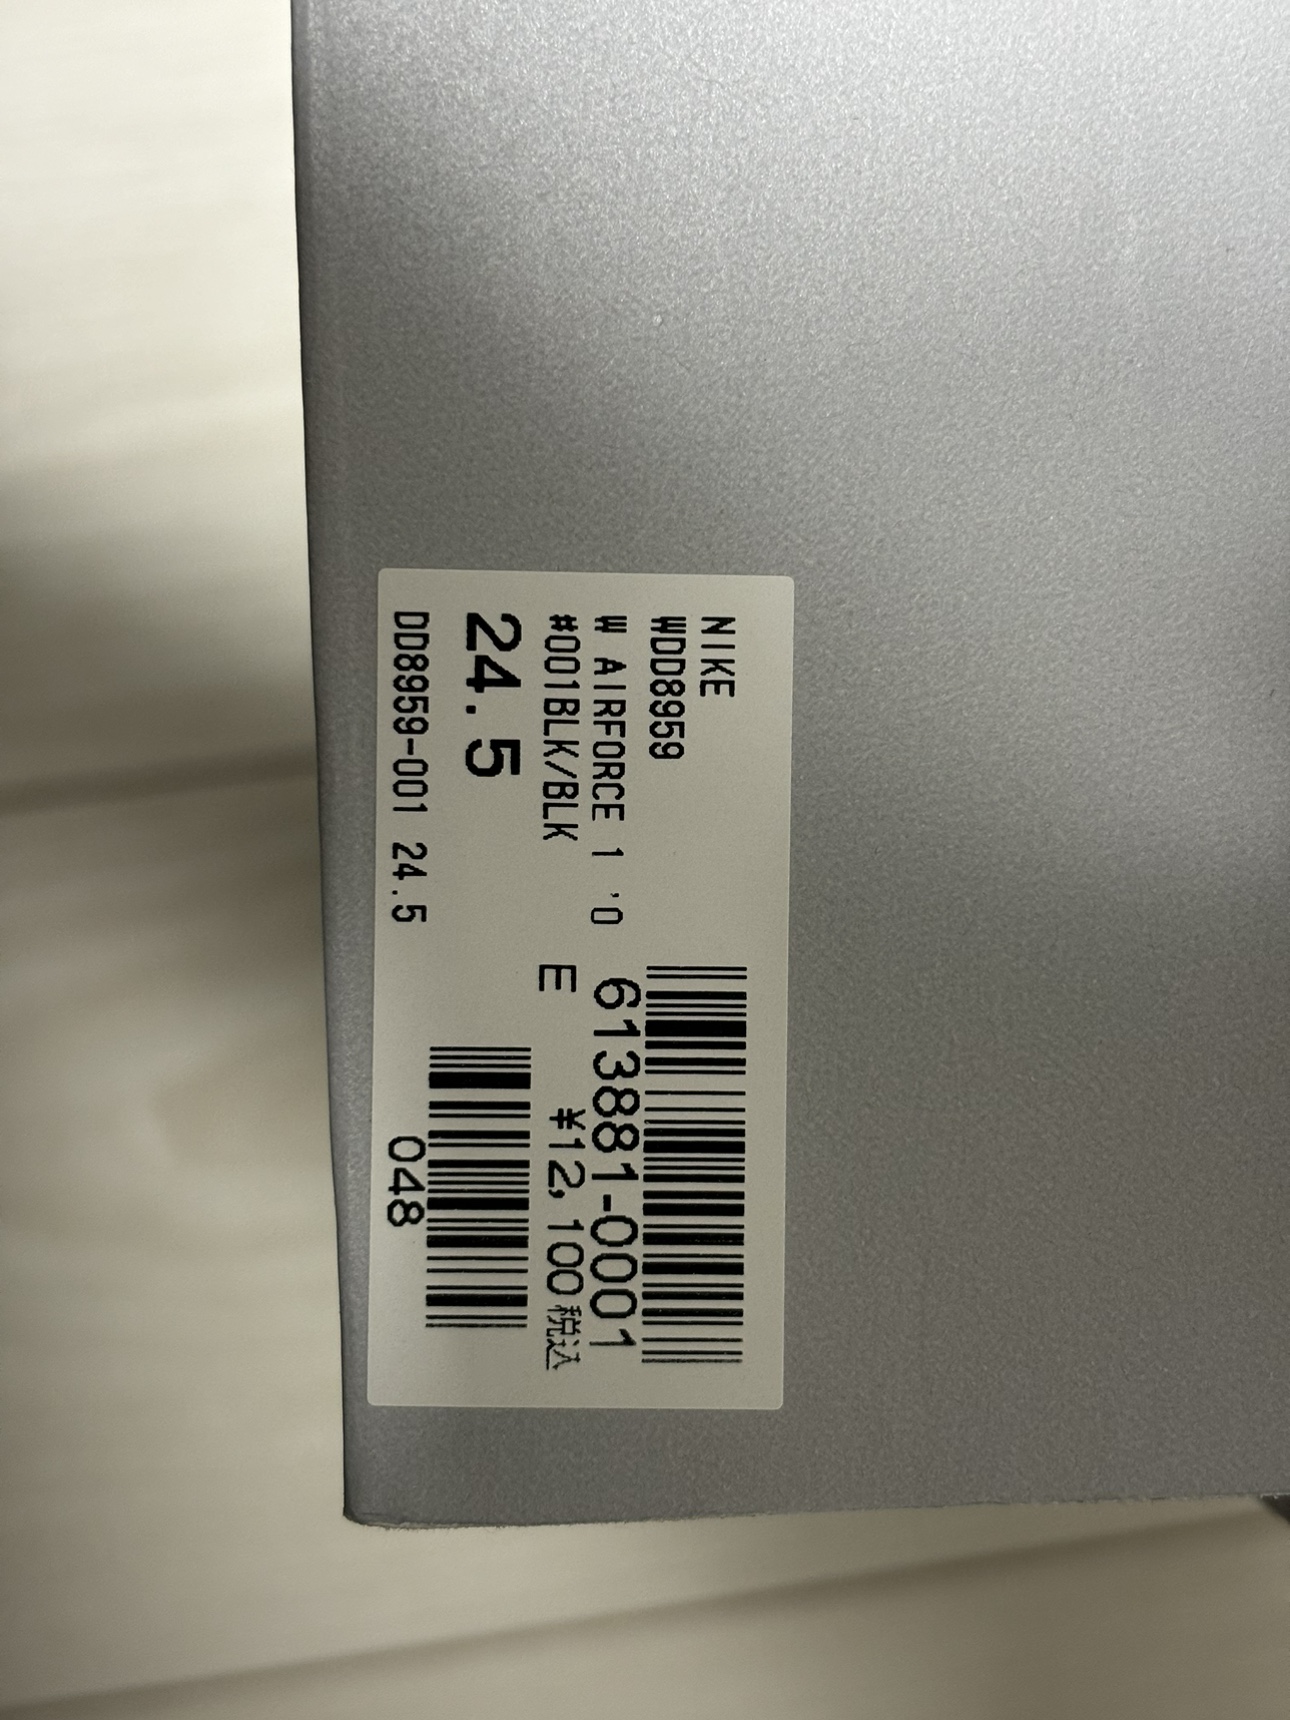 NIKE
WDD8959
W AIRFORCE 1 '0
613881-0001
#001BLK/BLK
E
¥12,100税込
24.5
DD8959-001 24.5
048